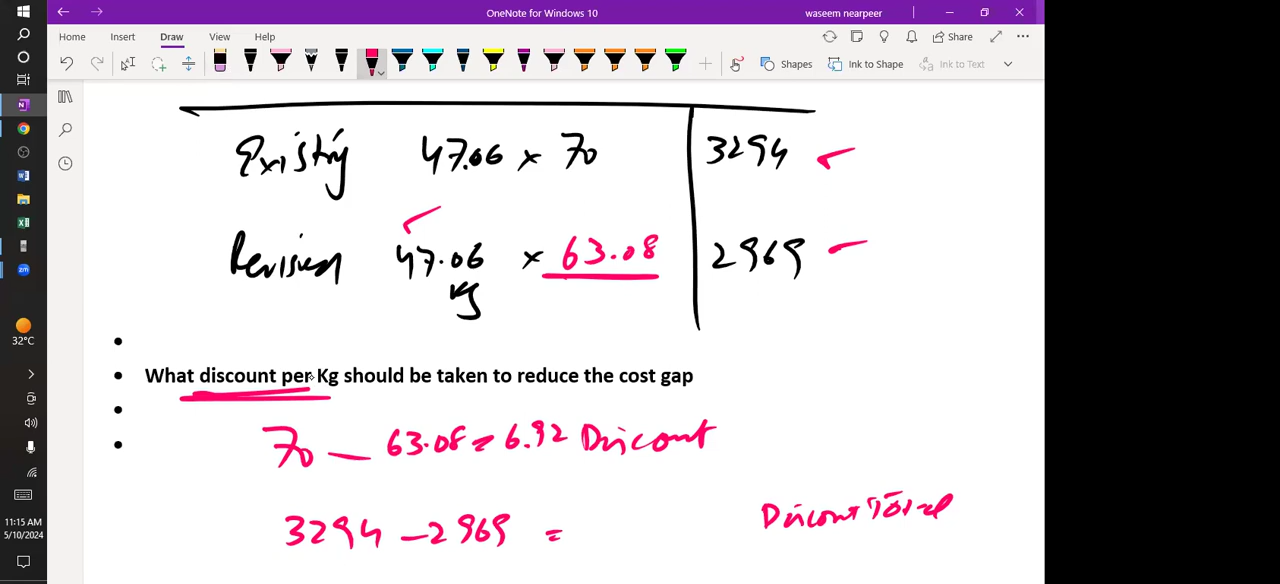 OneNote for Windows 10
waseem nearpeer
Home Insert Draw View Help
Share
Shapes Ink to Shape Ink to Text
Existing 47.06 × 70 3294
Revised 47.06 × 63.08 2969
Kg
• What discount per Kg should be taken to reduce the cost gap
70 — 63.08 = 6.92 Discount
Discount Total
3294 — 2969 =
32°C
11:15 AM
5/10/2024